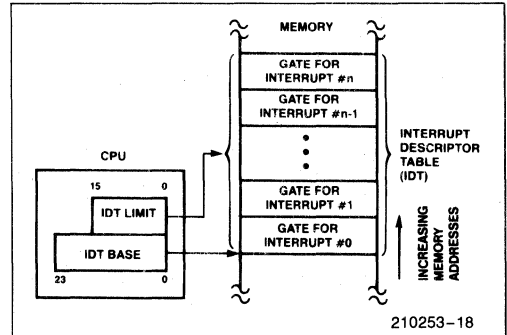 MEMORY
GATE FOR
INTERRUPT #n
GATE FOR
INTERRUPT #n-1
CPU
15 0
IDT LIMIT
IDT BASE
23 0
GATE FOR
INTERRUPT #1
GATE FOR
INTERRUPT #0
INTERRUPT
DESCRIPTOR
TABLE
(IDT)
INCREASING
MEMORY
ADDRESSES
210253-18